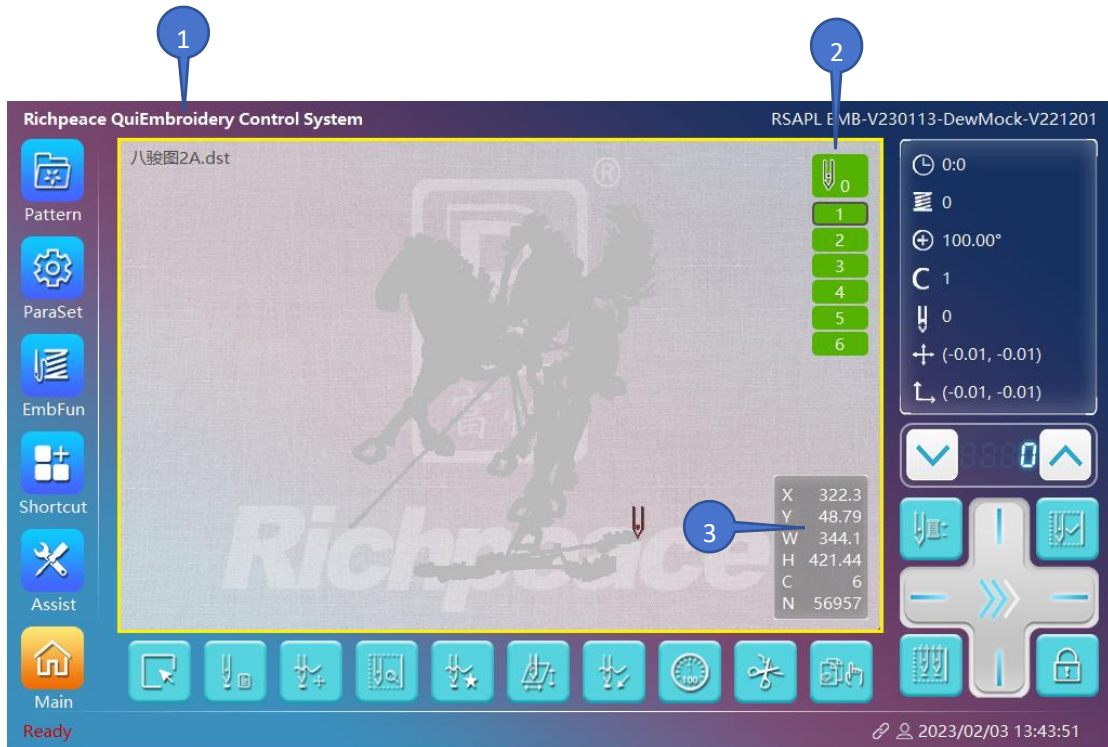 1
2
Richpeace QuiEmbroidery Control System
RSAPL EMB-V230113-DewMock-V221201
八骏图2A.dst
®
Pattern
ParaSet
EmbFun
Shortcut
Assist
Main
0
1
2
3
4
5
6
0:0
0
100.00°
C 1
0
(-0.01, -0.01)
(-0.01, -0.01)
0
3
X 322.3
Y 48.79
W 344.1
H 421.44
C 6
N 56957
Richpeace
100
Ready
2023/02/03 13:43:51